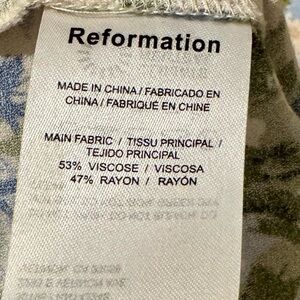 Reformation
MADE IN CHINA / FABRICADO EN
CHINA / FABRIQUÉ EN CHINE
MAIN FABRIC / TISSU PRINCIPAL /
TEJIDO PRINCIPAL
53% VISCOSE / VISCOSA
47% RAYON / RAYÓN